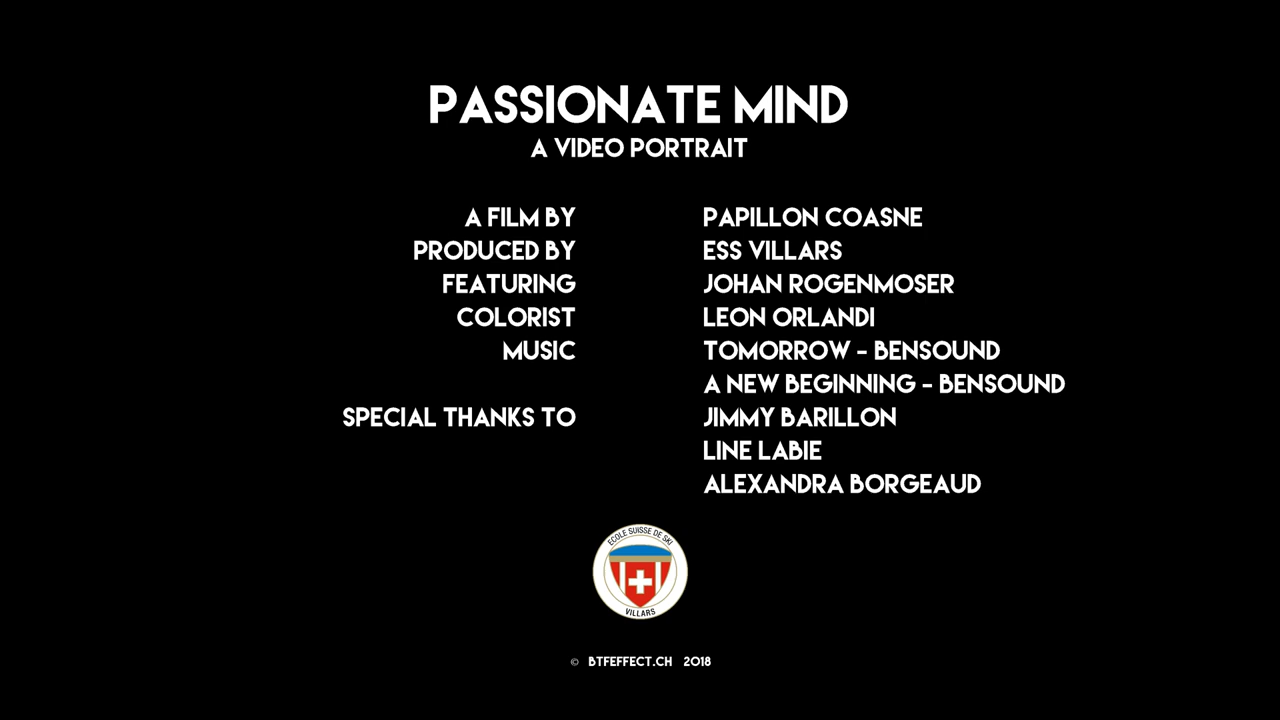 PASSIONATE MIND
A VIDEO PORTRAIT
A FILM BY PAPILLON COASNE
PRODUCED BY ESS VILLARS
FEATURING JOHAN ROGENMOSER
COLORIST LEON ORLANDI
MUSIC TOMORROW - BENSOUND
A NEW BEGINNING - BENSOUND
SPECIAL THANKS TO JIMMY BARILLON
LINE LABIE
ALEXANDRA BORGEAUD
ECOLE SUISSE DE SKI
VILLARS
© BTFEFFECT.CH 2018